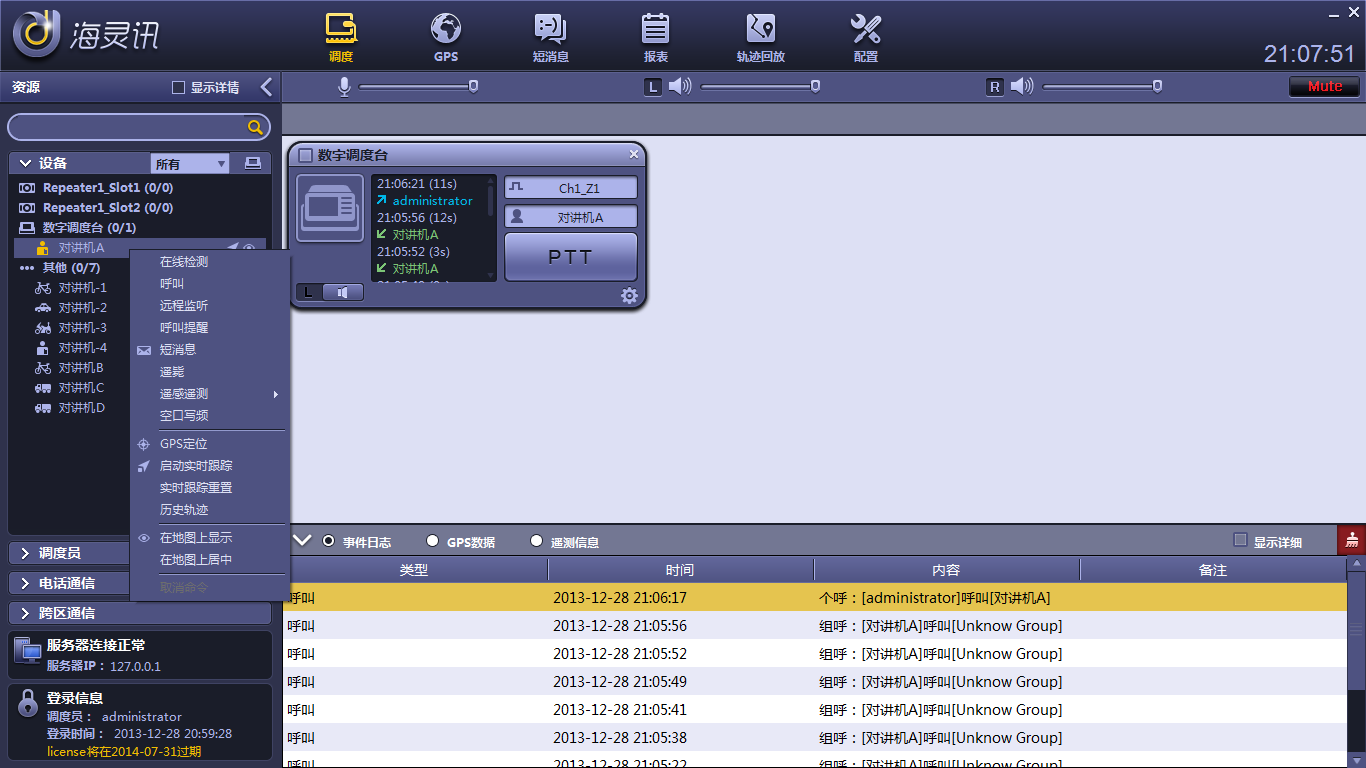 海灵讯
调度
GPS
短消息
报表
轨迹回放
配置
21:07:51
资源
显示详情
L
R
Mute
设备
所有
Repeater1_Slot1 (0/0)
Repeater1_Slot2 (0/0)
数字调度台 (0/1)
对讲机A
其他 (0/7)
对讲机-1
对讲机-2
对讲机-3
对讲机-4
对讲机B
对讲机C
对讲机D
在线检测
呼叫
远程监听
呼叫提醒
短消息
遥毙
遥感遥测
空口写频
GPS定位
启动实时跟踪
实时跟踪重置
历史轨迹
在地图上显示
在地图上居中
取消命令
调度员
电话通信
跨区通信
服务器连接正常
服务器IP： 127.0.0.1
登录信息
调度员： administrator
登录时间： 2013-12-28 20:59:28
license将在2014-07-31过期
数字调度台
21:06:21 (11s)
administrator
21:05:56 (12s)
对讲机A
21:05:52 (3s)
对讲机A
Ch1_Z1
对讲机A
PTT
L
事件日志
GPS数据
遥测信息
显示详细
类型 时间 内容 备注
呼叫 2013-12-28 21:06:17 个呼：[administrator]呼叫[对讲机A]
呼叫 2013-12-28 21:05:56 组呼：[对讲机A]呼叫[Unknow Group]
呼叫 2013-12-28 21:05:52 组呼：[对讲机A]呼叫[Unknow Group]
呼叫 2013-12-28 21:05:49 组呼：[对讲机A]呼叫[Unknow Group]
呼叫 2013-12-28 21:05:41 组呼：[对讲机A]呼叫[Unknow Group]
呼叫 2013-12-28 21:05:38 组呼：[对讲机A]呼叫[Unknow Group]
呼叫 2013-12-28 21:05:22 组呼：[对讲机A]呼叫[Unknow Group]